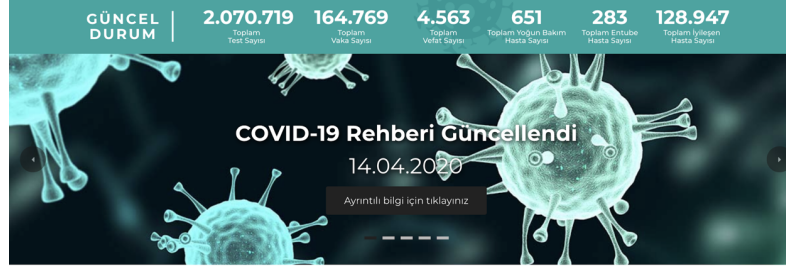 GÜNCEL
DURUM
2.070.719
Toplam
Test Sayısı
164.769
Toplam
Vaka Sayısı
4.563
Toplam
Vefat Sayısı
651
Toplam Yoğun Bakım
Hasta Sayısı
283
Toplam Entube
Hasta Sayısı
128.947
Toplam İyileşen
Hasta Sayısı
COVID-19 Rehberi Güncellendi
14.04.2020
Ayrıntılı bilgi için tıklayınız